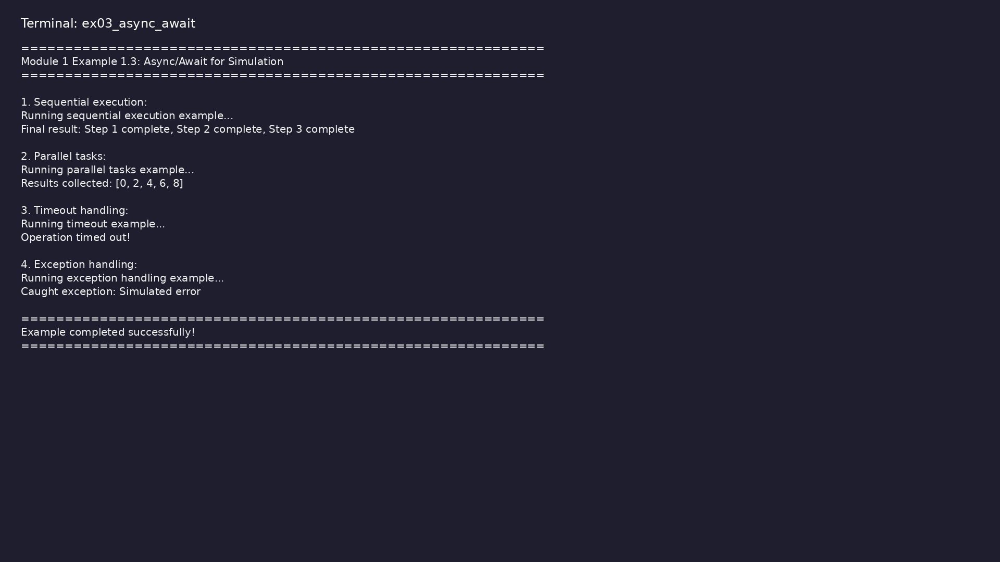 Terminal: ex03_async_await
============================================================
Module 1 Example 1.3: Async/Await for Simulation
============================================================
1. Sequential execution:
Running sequential execution example...
Final result: Step 1 complete, Step 2 complete, Step 3 complete
2. Parallel tasks:
Running parallel tasks example...
Results collected: [0, 2, 4, 6, 8]
3. Timeout handling:
Running timeout example...
Operation timed out!
4. Exception handling:
Running exception handling example...
Caught exception: Simulated error
============================================================
Example completed successfully!
============================================================